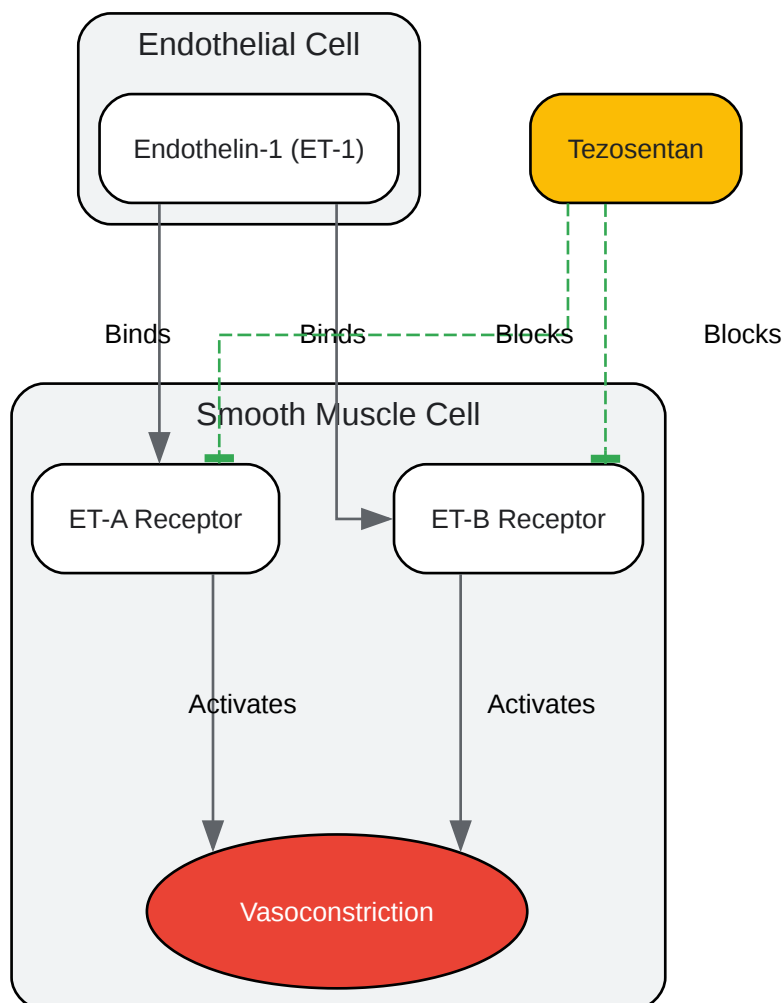 Endothelial Cell
Endothelin-1 (ET-1)
Tezosentan
Binds
Binds
Blocks
Blocks
Smooth Muscle Cell
ET-A Receptor
ET-B Receptor
Activates
Activates
Vasoconstriction